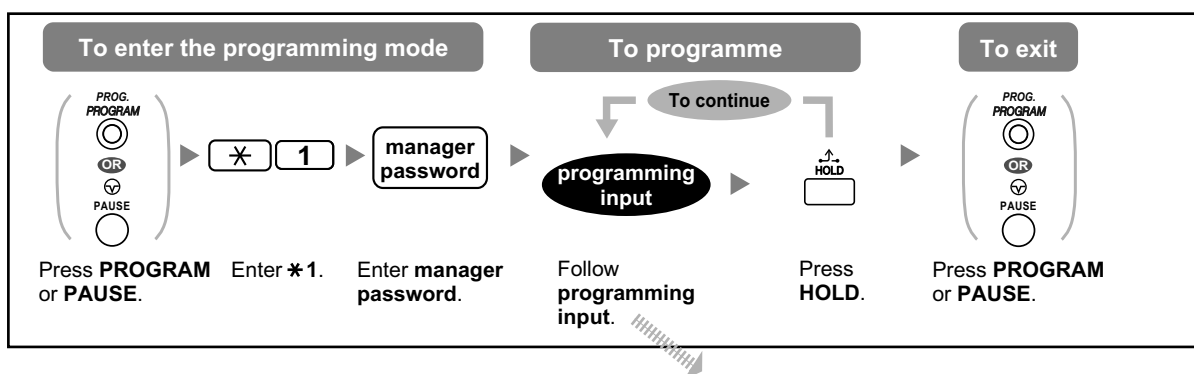 To enter the programming mode
To programme
To exit
To continue
PROG.
PROGRAM
OR
PAUSE
✳
1
manager
password
programming
input
HOLD
PROG.
PROGRAM
OR
PAUSE
Press PROGRAM
or PAUSE.
Enter ✳1.
Enter manager
password.
Follow
programming
input.
Press
HOLD.
Press PROGRAM
or PAUSE.